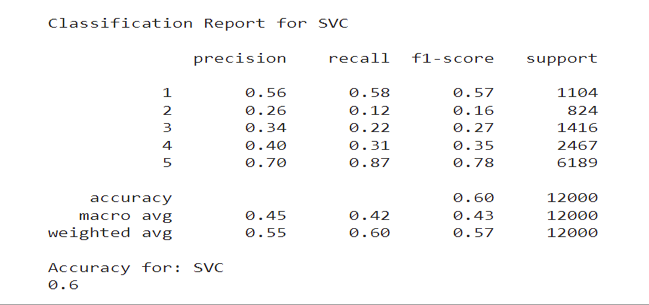 Classification Report for SVC
precision recall f1-score support
1 0.56 0.58 0.57 1104
2 0.26 0.12 0.16 824
3 0.34 0.22 0.27 1416
4 0.40 0.31 0.35 2467
5 0.70 0.87 0.78 6189
accuracy 0.60 12000
macro avg 0.45 0.42 0.43 12000
weighted avg 0.55 0.60 0.57 12000
Accuracy for: SVC
0.6